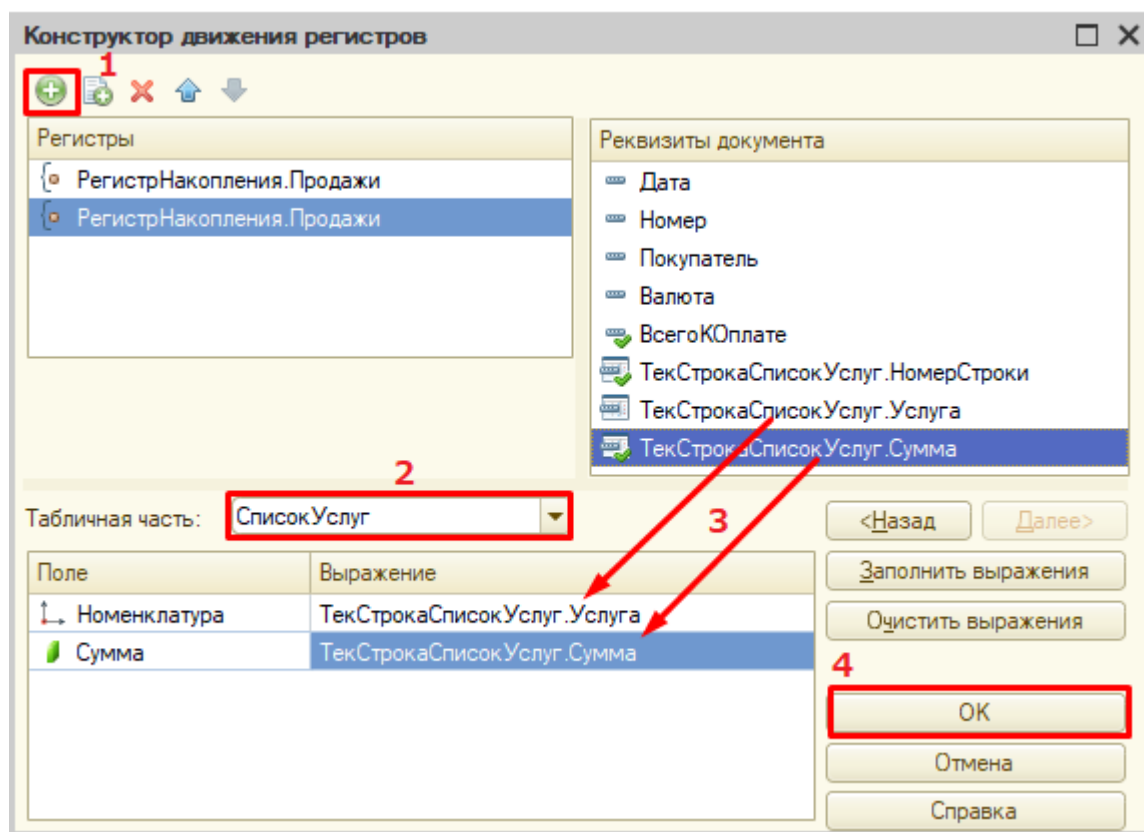 Конструктор движения регистров
1
Регистры
РегистрНакопления.Продажи
РегистрНакопления.Продажи
Реквизиты документа
Дата
Номер
Покупатель
Валюта
ВсегоКОплате
ТекСтрокаСписокУслуг.НомерСтроки
ТекСтрокаСписокУслуг.Услуга
ТекСтрокаСписокУслуг.Сумма
2
Табличная часть: СписокУслуг
3
<Назад Далее>
Поле Выражение
Номенклатура ТекСтрокаСписокУслуг.Услуга
Сумма ТекСтрокаСписокУслуг.Сумма
Заполнить выражения
Очистить выражения
4
OK
Отмена
Справка